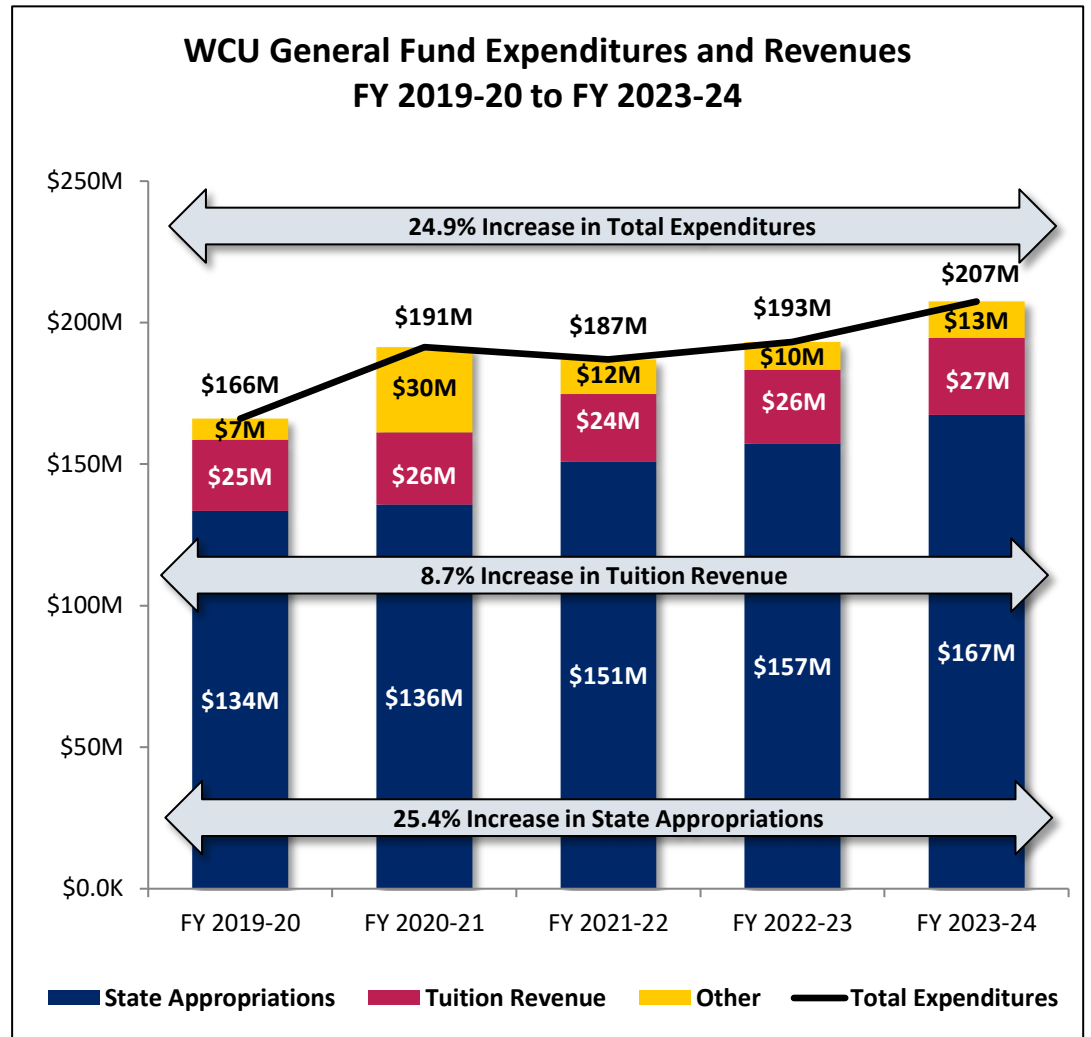 WCU General Fund Expenditures and Revenues
FY 2019-20 to FY 2023-24
$250M
24.9% Increase in Total Expenditures
$207M
$200M
$191M
$193M
$187M
$13M
$166M
$12M
$10M
$30M
$27M
$7M
$24M
$26M
$150M
$25M
$26M
8.7% Increase in Tuition Revenue
$100M
$167M
$157M
$151M
$134M
$136M
$50M
25.4% Increase in State Appropriations
$0.0K
FY 2019-20 FY 2020-21 FY 2021-22 FY 2022-23 FY 2023-24
State Appropriations Tuition Revenue Other Total Expenditures